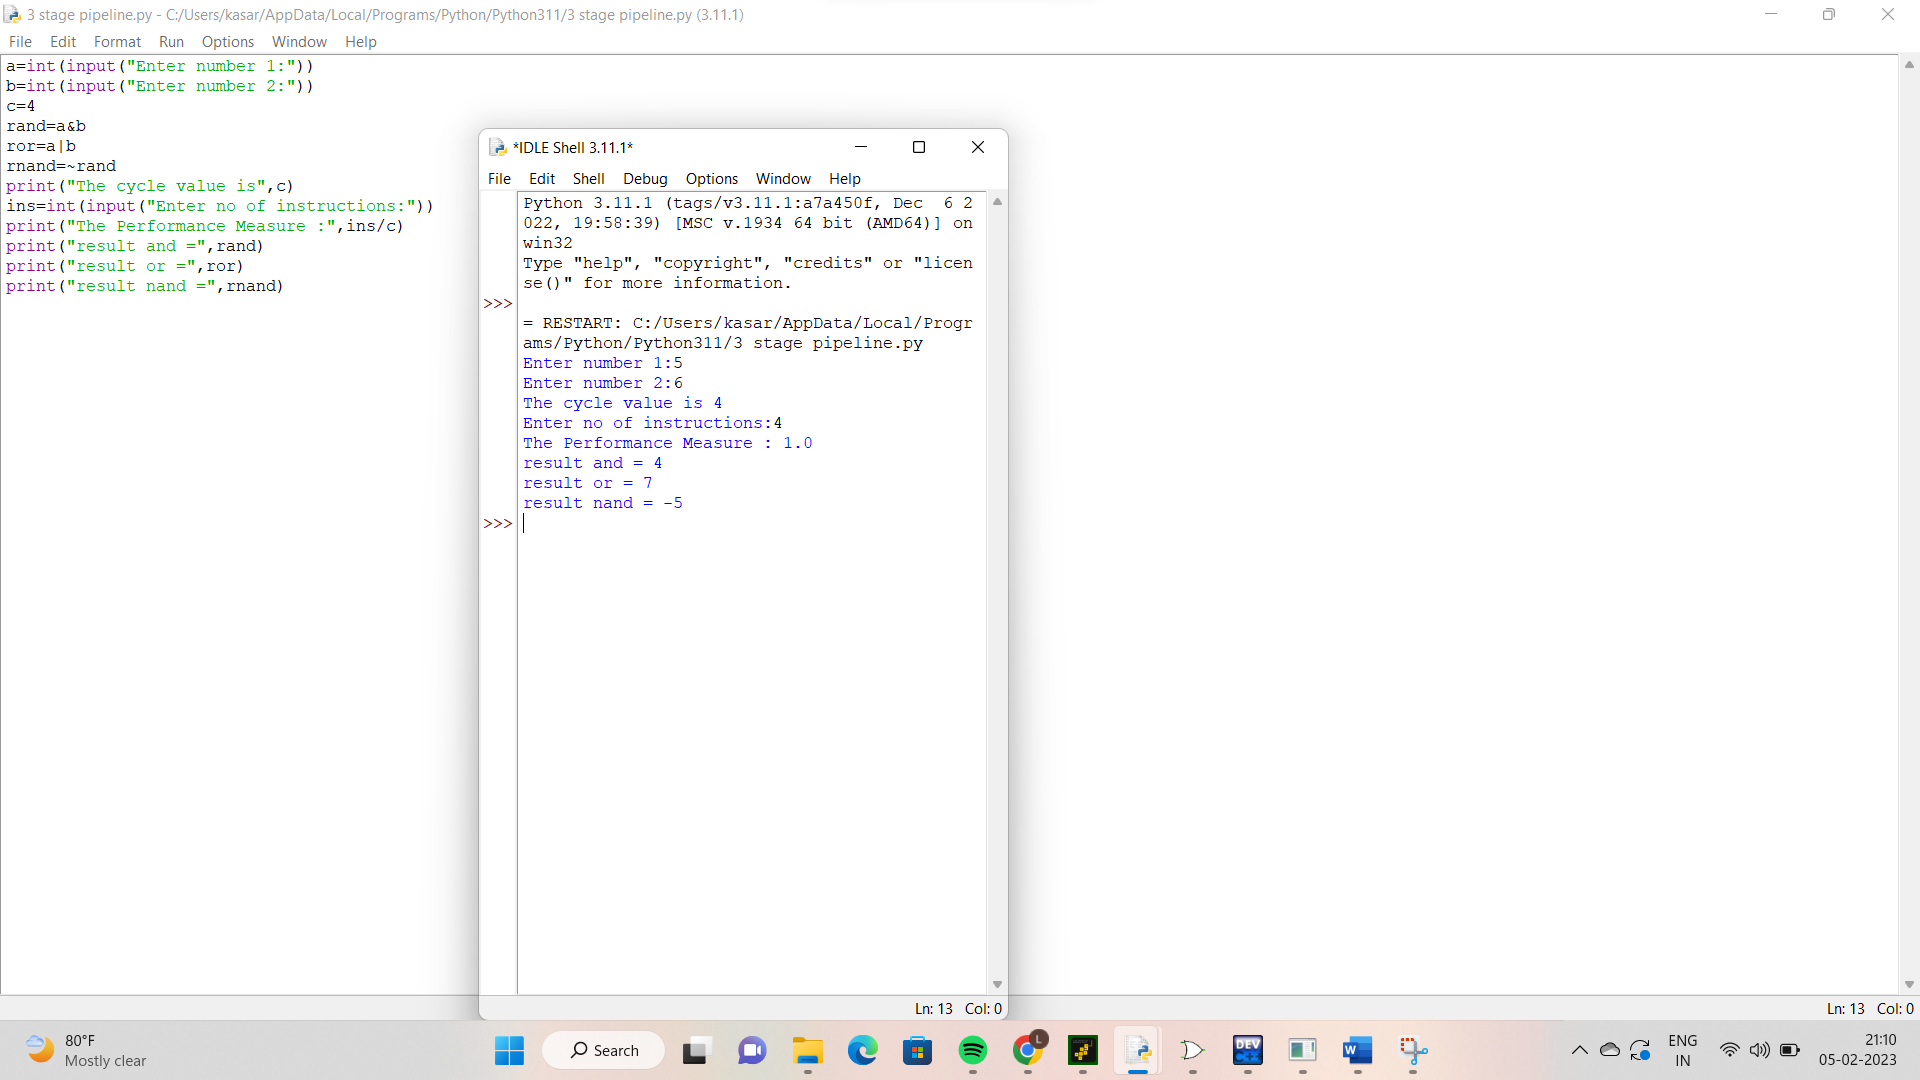 3 stage pipeline.py - C:/Users/kasar/AppData/Local/Programs/Python/Python311/3 stage pipeline.py (3.11.1)
File Edit Format Run Options Window Help
a=int(input("Enter number 1:"))
b=int(input("Enter number 2:"))
c=4
rand=a&b
ror=a|b
rnand=~rand
print("The cycle value is",c)
ins=int(input("Enter no of instructions:"))
print("The Performance Measure :",ins/c)
print("result and =",rand)
print("result or =",ror)
print("result nand =",rnand)
*IDLE Shell 3.11.1*
File Edit Shell Debug Options Window Help
Python 3.11.1 (tags/v3.11.1:a7a450f, Dec  6 2
022, 19:58:39) [MSC v.1934 64 bit (AMD64)] on
win32
Type "help", "copyright", "credits" or "licen
se()" for more information.
>>>
= RESTART: C:/Users/kasar/AppData/Local/Progr
ams/Python/Python311/3 stage pipeline.py
Enter number 1:5
Enter number 2:6
The cycle value is 4
Enter no of instructions:4
The Performance Measure : 1.0
result and = 4
result or = 7
result nand = -5
>>>
Ln: 13 Col: 0
Ln: 13 Col: 0
80°F
Mostly clear
Search
L
DEV
C++
W
ENG
IN
21:10
05-02-2023